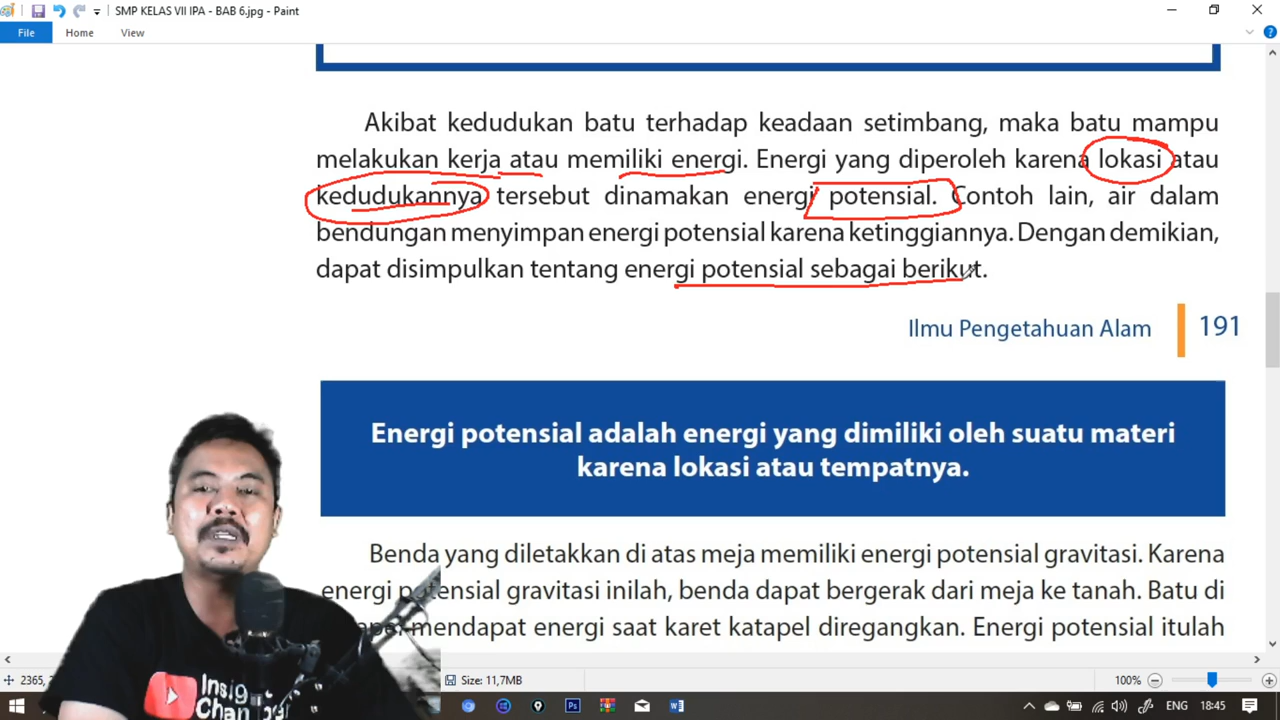 SMP KELAS VII IPA - BAB 6.jpg - Paint
File Home View
Akibat kedudukan batu terhadap keadaan setimbang, maka batu mampu
melakukan kerja atau memiliki energi. Energi yang diperoleh karena lokasi atau
kedudukannya tersebut dinamakan energi potensial. Contoh lain, air dalam
bendungan menyimpan energi potensial karena ketinggiannya. Dengan demikian,
dapat disimpulkan tentang energi potensial sebagai berikut.
Ilmu Pengetahuan Alam 191
Energi potensial adalah energi yang dimiliki oleh suatu materi
karena lokasi atau tempatnya.
Benda yang diletakkan di atas meja memiliki energi potensial gravitasi. Karena
energi potensial gravitasi inilah, benda dapat bergerak dari meja ke tanah. Batu di
mendapat energi saat karet katapel diregangkan. Energi potensial itulah
2365, Size: 11,7MB 100%
ENG 18:45